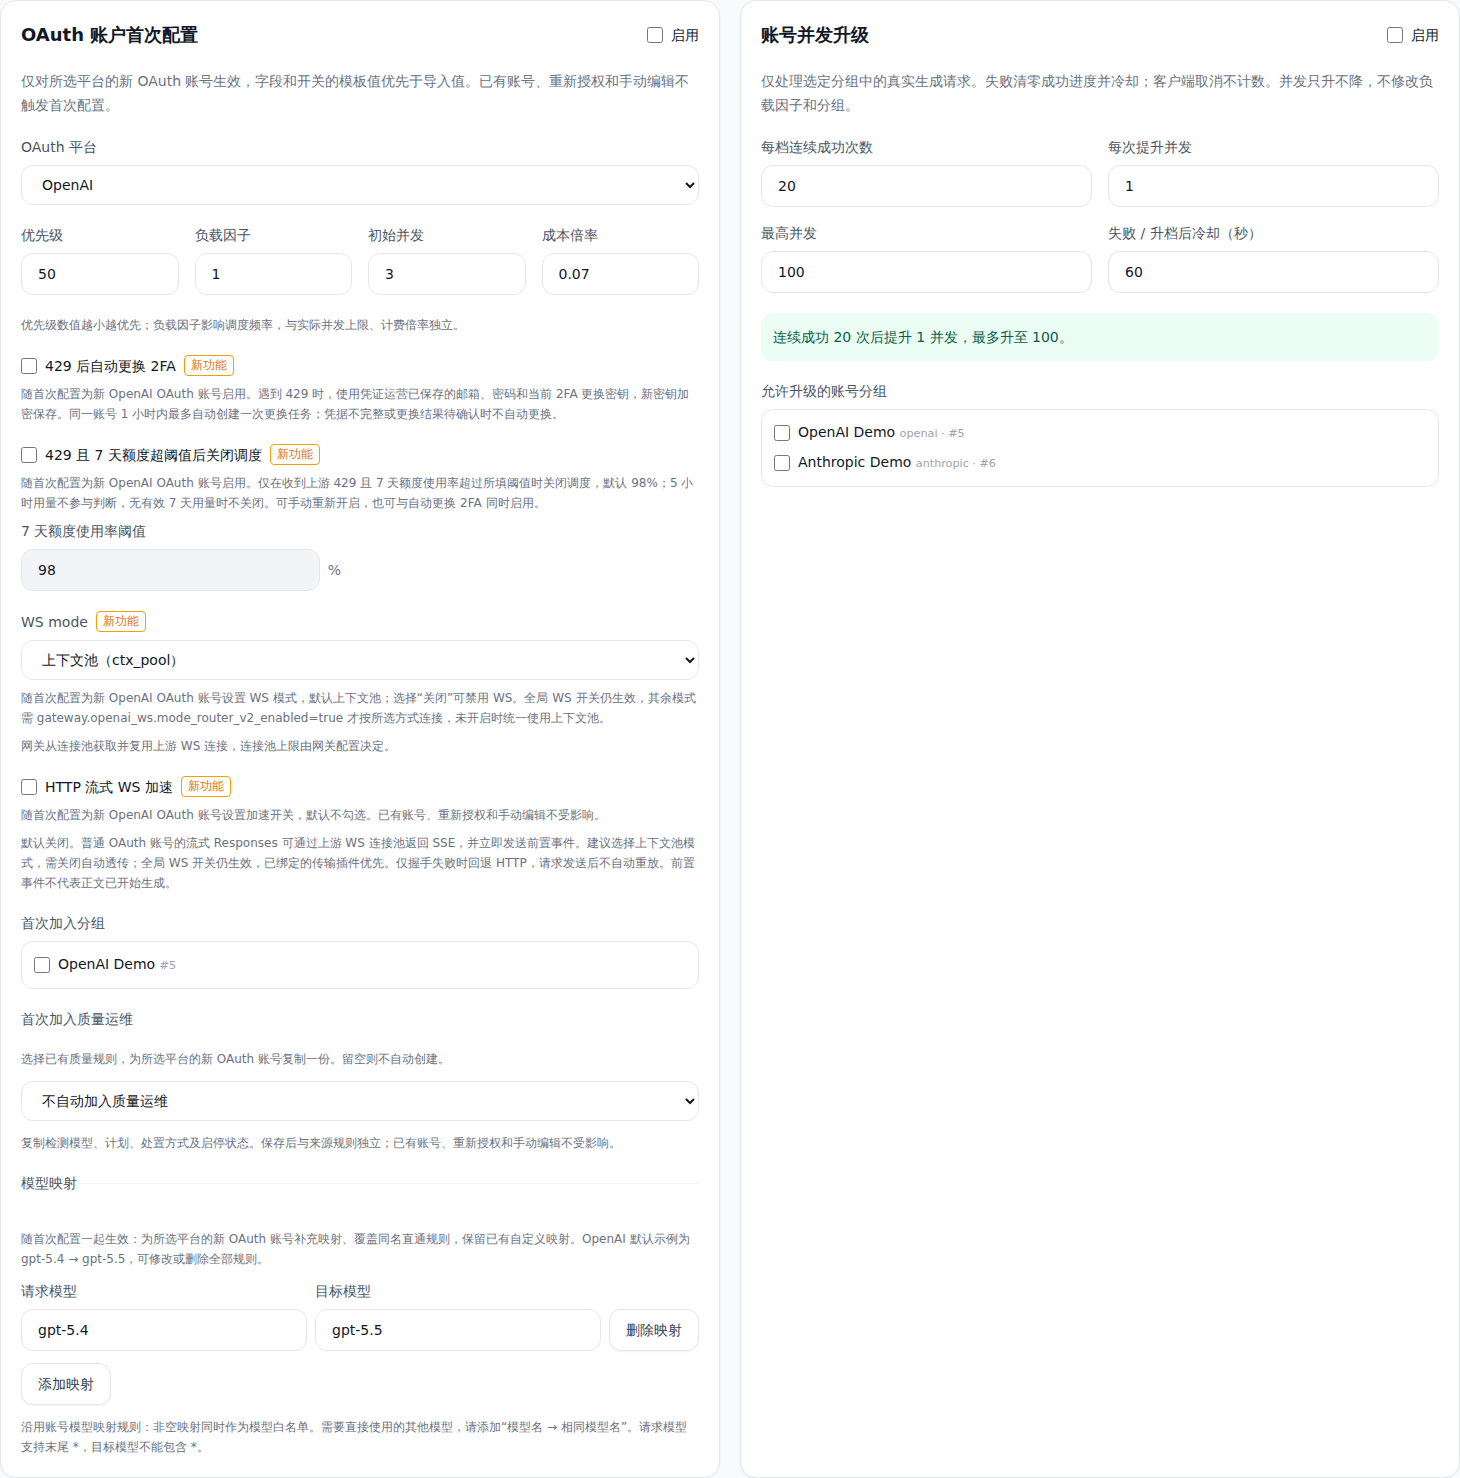 OAuth 账户首次配置
启用
仅对所选平台的新 OAuth 账号生效，字段和开关的模板值优先于导入值。已有账号、重新授权和手动编辑不
触发首次配置。
OAuth 平台
OpenAI
优先级 负载因子 初始并发 成本倍率
50 1 3 0.07
优先级数值越小越优先；负载因子影响调度频率，与实际并发上限、计费倍率独立。
429 后自动更换 2FA 新功能
随首次配置为新 OpenAI OAuth 账号启用。遇到 429 时，使用凭证运营已保存的邮箱、密码和当前 2FA 更换密钥，新密钥加
密保存。同一账号 1 小时内最多自动创建一次更换任务；凭据不完整或更换结果待确认时不自动更换。
429 且 7 天额度超阈值后关闭调度 新功能
随首次配置为新 OpenAI OAuth 账号启用。仅在收到上游 429 且 7 天额度使用率超过所填阈值时关闭调度，默认 98%；5 小
时用量不参与判断，无有效 7 天用量时不关闭。可手动重新开启，也可与自动更换 2FA 同时启用。
7 天额度使用率阈值
98 %
WS mode 新功能
上下文池（ctx_pool）
随首次配置为新 OpenAI OAuth 账号设置 WS 模式，默认上下文池；选择“关闭”可禁用 WS。全局 WS 开关仍生效，其余模式
需 gateway.openai_ws.mode_router_v2_enabled=true 才按所选方式连接，未开启时统一使用上下文池。
网关从连接池获取并复用上游 WS 连接，连接池上限由网关配置决定。
HTTP 流式 WS 加速 新功能
随首次配置为新 OpenAI OAuth 账号设置加速开关，默认不勾选。已有账号、重新授权和手动编辑不受影响。
默认关闭。普通 OAuth 账号的流式 Responses 可通过上游 WS 连接池返回 SSE，并立即发送前置事件。建议选择上下文池模
式，需关闭自动透传；全局 WS 开关仍生效，已绑定的传输插件优先。仅握手失败时回退 HTTP，请求发送后不自动重放。前置
事件不代表正文已开始生成。
首次加入分组
OpenAI Demo #5
首次加入质量运维
选择已有质量规则，为所选平台的新 OAuth 账号复制一份。留空则不自动创建。
不自动加入质量运维
复制检测模型、计划、处置方式及启停状态。保存后与来源规则独立；已有账号、重新授权和手动编辑不受影响。
模型映射
随首次配置一起生效：为所选平台的新 OAuth 账号补充映射、覆盖同名直通规则，保留已有自定义映射。OpenAI 默认示例为
gpt-5.4 → gpt-5.5，可修改或删除全部规则。
请求模型 目标模型
gpt-5.4 gpt-5.5 删除映射
添加映射
沿用账号模型映射规则：非空映射同时作为模型白名单。需要直接使用的其他模型，请添加“模型名 → 相同模型名”。请求模型
支持末尾 *，目标模型不能包含 *。
账号并发升级
启用
仅处理选定分组中的真实生成请求。失败清零成功进度并冷却；客户端取消不计数。并发只升不降，不修改负
载因子和分组。
每档连续成功次数 每次提升并发
20 1
最高并发 失败 / 升档后冷却（秒）
100 60
连续成功 20 次后提升 1 并发，最多升至 100。
允许升级的账号分组
OpenAI Demo openai · #5
Anthropic Demo anthropic · #6